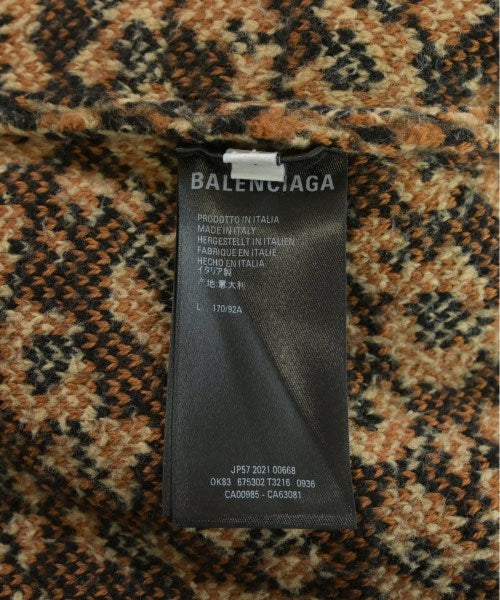 BALENCIAGA
PRODOTTO IN ITALIA
MADE IN ITALY
HERGESTELLT IN ITALIEN
FABRIQUE EN ITALIE
HECHO EN ITALIA
イタリア製
产地:意大利
L 170/92A
JP57 2021 00668
OK83 675302 T3216 0936
CA00985 - CA63081